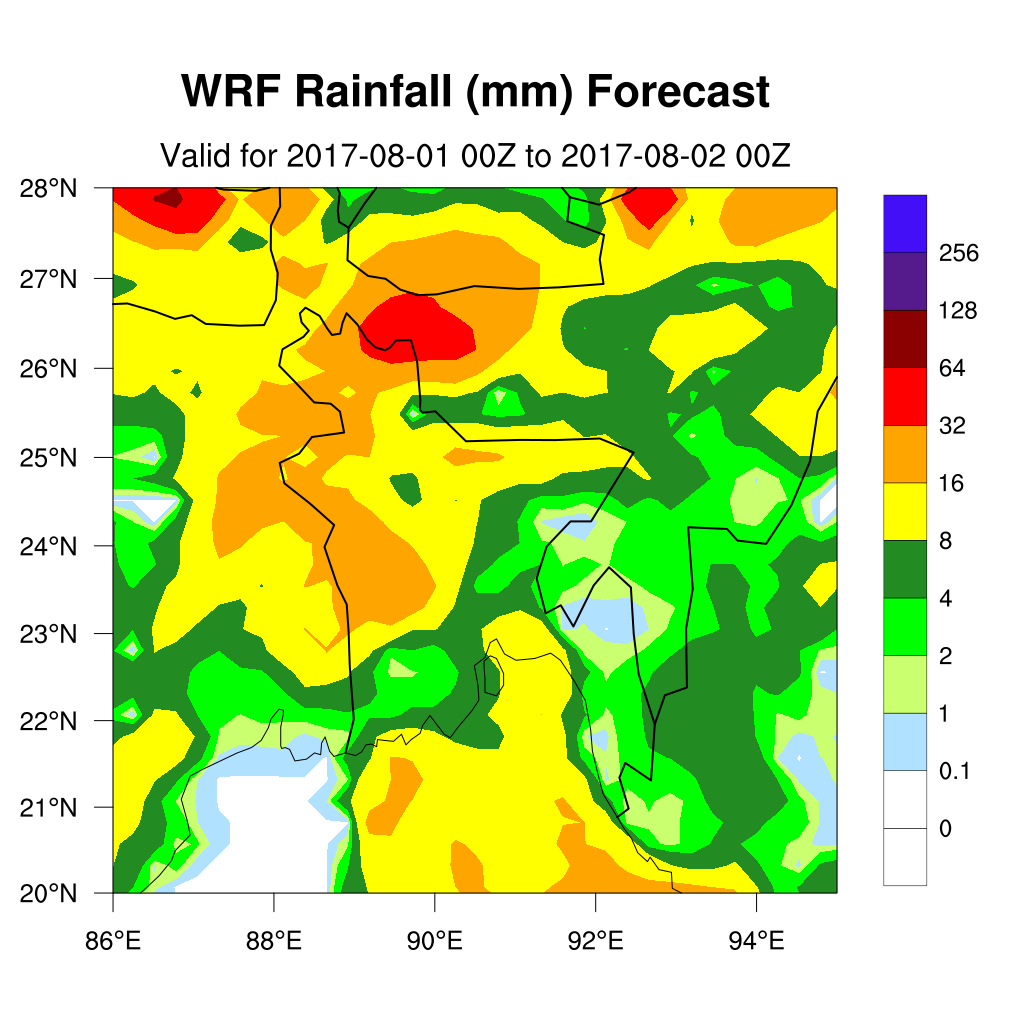 WRF Rainfall (mm) Forecast
Valid for 2017-08-01 00Z to 2017-08-02 00Z
28°N
27°N
26°N
25°N
24°N
23°N
22°N
21°N
20°N
86°E
88°E
90°E
92°E
94°E
256
128
64
32
16
8
4
2
1
0.1
0